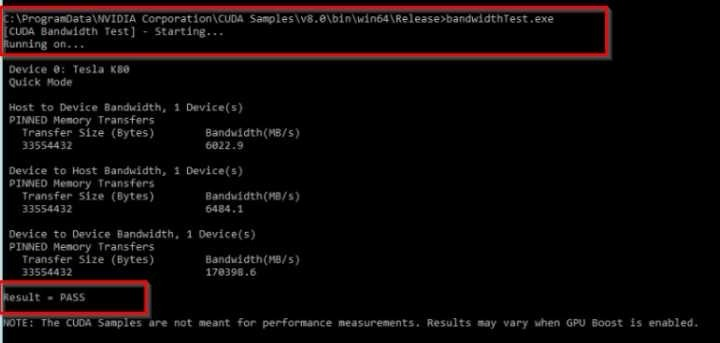 C:\ProgramData\NVIDIA Corporation\CUDA Samples\v8.0\bin\win64\Release>bandwidthTest.exe
[CUDA Bandwidth Test] - Starting...
Running on...
Device 0: Tesla K80
Quick Mode
Host to Device Bandwidth, 1 Device(s)
PINNED Memory Transfers
Transfer Size (Bytes) Bandwidth(MB/s)
33554432 6022.9
Device to Host Bandwidth, 1 Device(s)
PINNED Memory Transfers
Transfer Size (Bytes) Bandwidth(MB/s)
33554432 6484.1
Device to Device Bandwidth, 1 Device(s)
PINNED Memory Transfers
Transfer Size (Bytes) Bandwidth(MB/s)
33554432 170398.6
Result = PASS
NOTE: The CUDA Samples are not meant for performance measurements. Results may vary when GPU Boost is enabled.